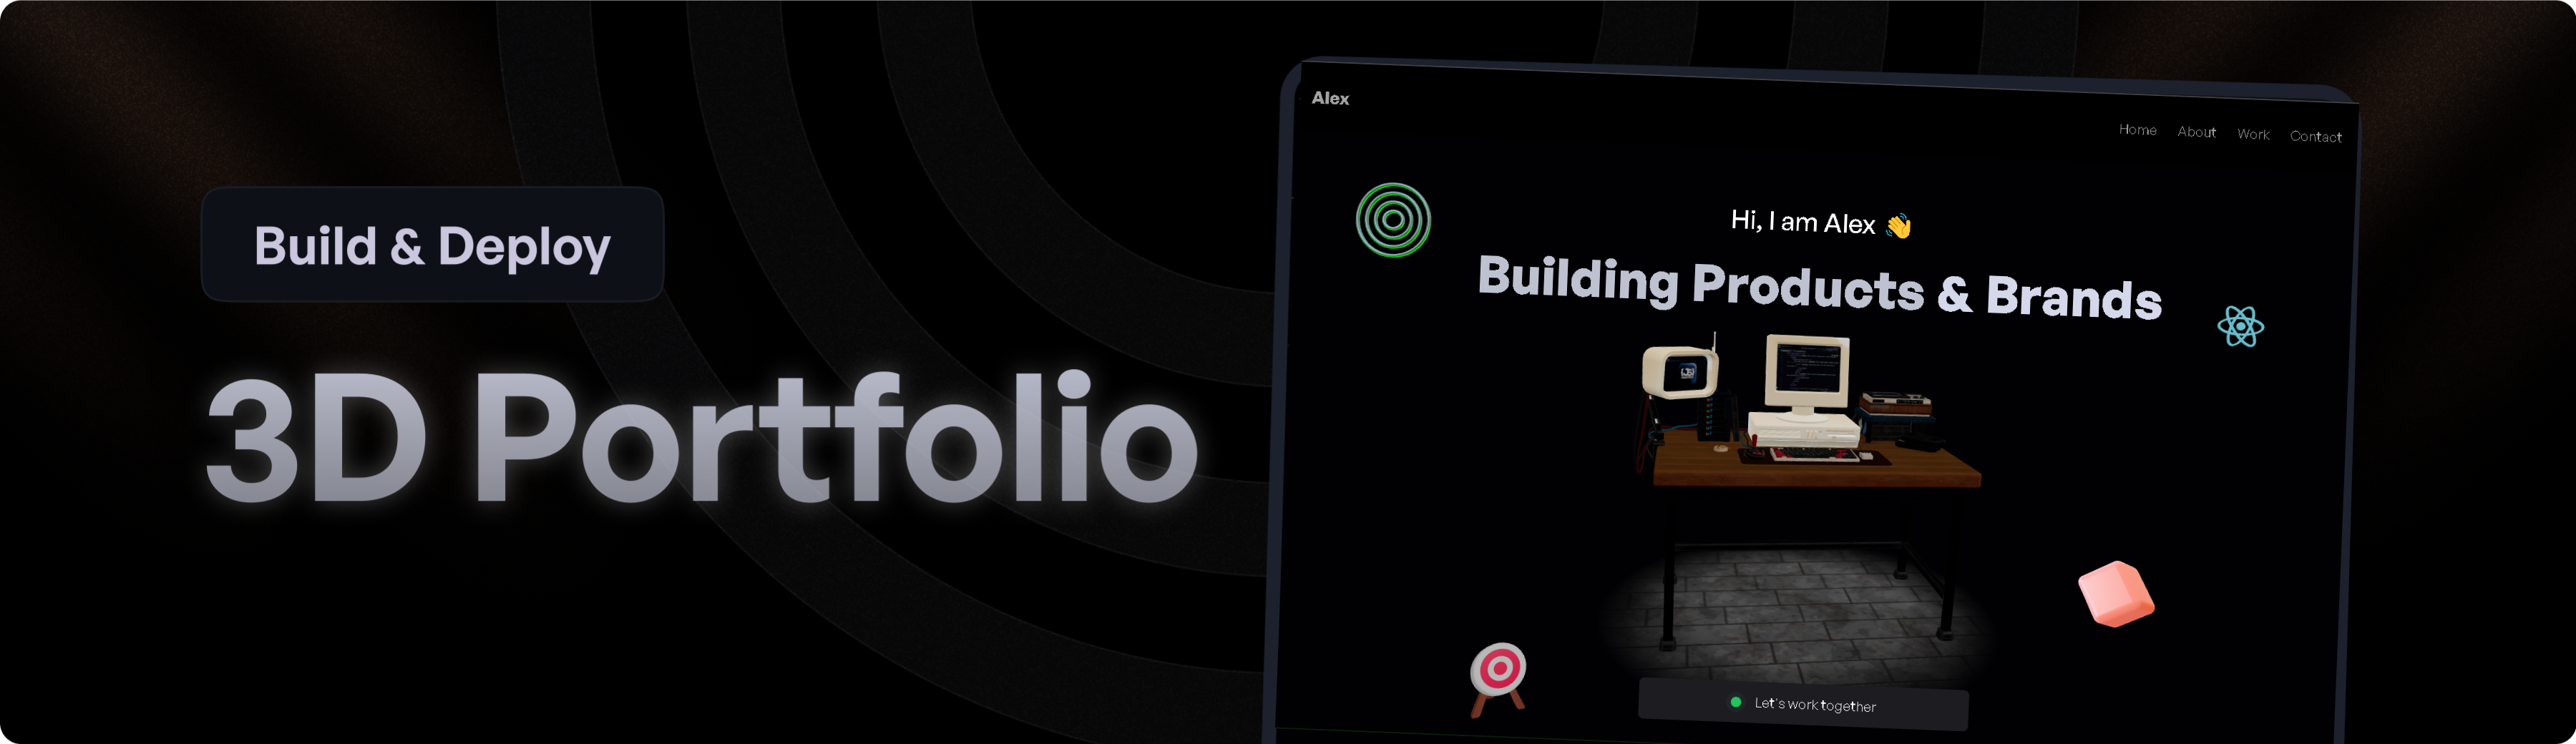 Build & Deploy
3D Portfolio
Alex
Home About Work Contact
Hi, I am Alex 👋
Building Products & Brands
Let's work together